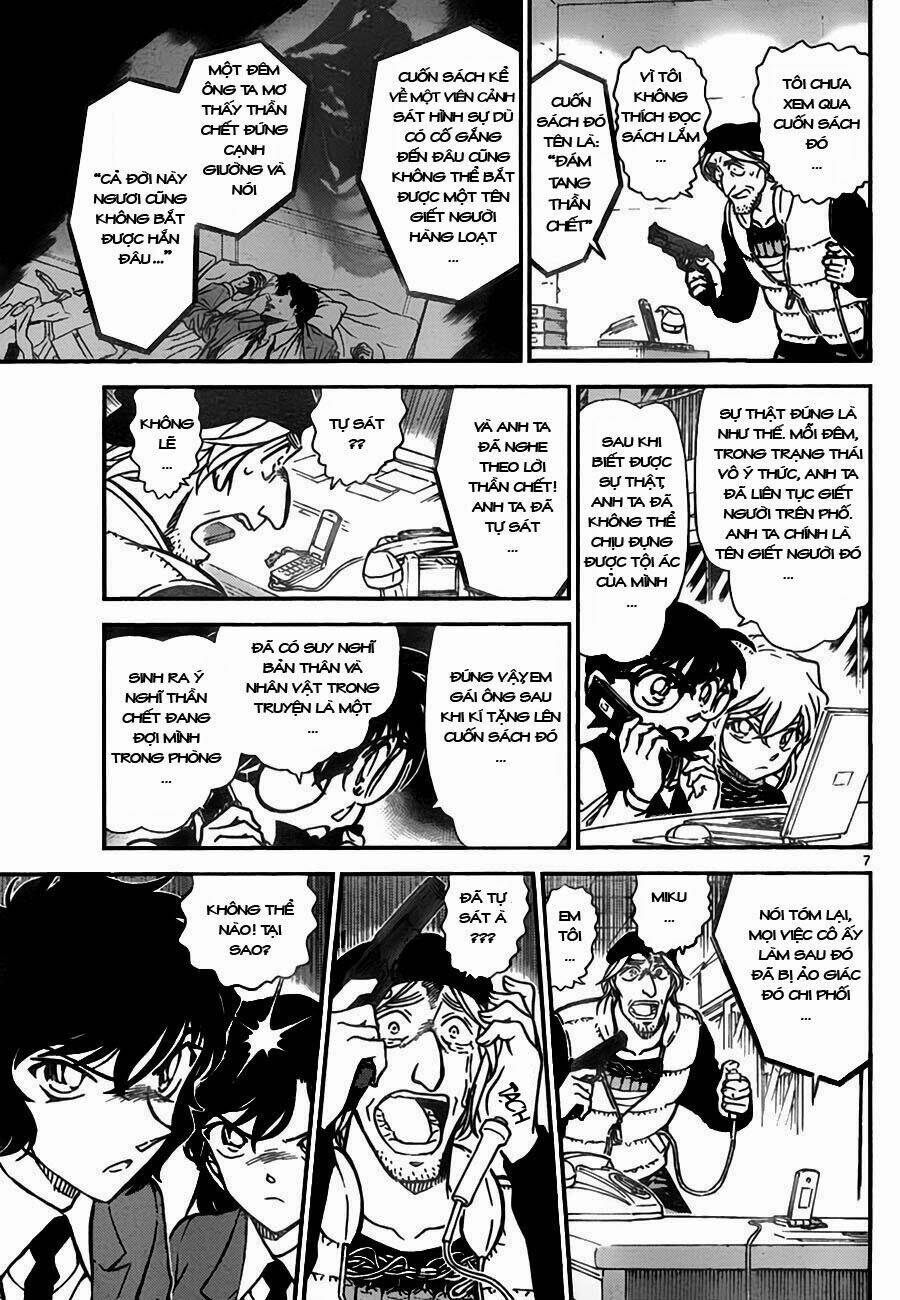 TÔI CHƯA
XEM QUA
CUỐN SÁCH
ĐÓ
...
VÌ TÔI
KHÔNG
THÍCH ĐỌC
SÁCH LẮM
...
CUỐN
SÁCH ĐÓ
TÊN LÀ:
"ĐÁM
TANG
THẦN
CHẾT"
CUỐN SÁCH KỂ
VỀ MỘT VIÊN CẢNH
SÁT HÌNH SỰ DÙ
CÓ CỐ GẮNG
ĐẾN ĐÂU CŨNG
KHÔNG THỂ BẮT
ĐƯỢC MỘT TÊN
GIẾT NGƯỜI
HÀNG LOẠT
...
MỘT ĐÊM
ÔNG TA MƠ
THẤY THẦN
CHẾT ĐỨNG
CẠNH
GIƯỜNG VÀ
NÓI
"CẢ ĐỜI NÀY
NGƯƠI CŨNG
KHÔNG BẮT
ĐƯỢC HẮN
ĐÂU..."
SỰ THẬT ĐÚNG LÀ
NHƯ THẾ. MỖI ĐÊM,
TRONG TRẠNG THÁI
VÔ Ý THỨC, ANH TA
ĐÃ LIÊN TỤC GIẾT
NGƯỜI TRÊN PHỐ.
ANH TA CHÍNH LÀ
TÊN GIẾT NGƯỜI ĐÓ
...
SAU KHI
BIẾT ĐƯỢC
SỰ THẬT,
ANH TA ĐÃ
KHÔNG THỂ
CHỊU ĐỰNG
ĐƯỢC TỘI ÁC
CỦA MÌNH
...
VÀ ANH TA
ĐÃ NGHE
THEO LỜI
THẦN CHẾT!
ANH TA ĐÃ
TỰ SÁT
...
TỰ SÁT
??
KHÔNG
LẼ
...
ĐÚNG VẬY, EM
GÁI ÔNG SAU
KHI KÍ TẶNG LÊN
CUỐN SÁCH ĐÓ
ĐÃ CÓ SUY NGHĨ
BẢN THÂN VÀ
NHÂN VẬT TRONG
TRUYỆN LÀ MỘT
...
SINH RA Ý
NGHĨ THẦN
CHẾT ĐANG
ĐỢI MÌNH
TRONG PHÒNG
...
7
NÓI TÓM LẠI,
MỌI VIỆC CÔ ẤY
LÀM SAU ĐÓ
ĐÃ BỊ ẢO GIÁC
ĐÓ CHI PHỐI
...
MIKU
...
EM
TÔI
...
ĐÃ TỰ
SÁT À
???
TÁCH
KHÔNG THỂ
NÀO! TẠI
SAO?